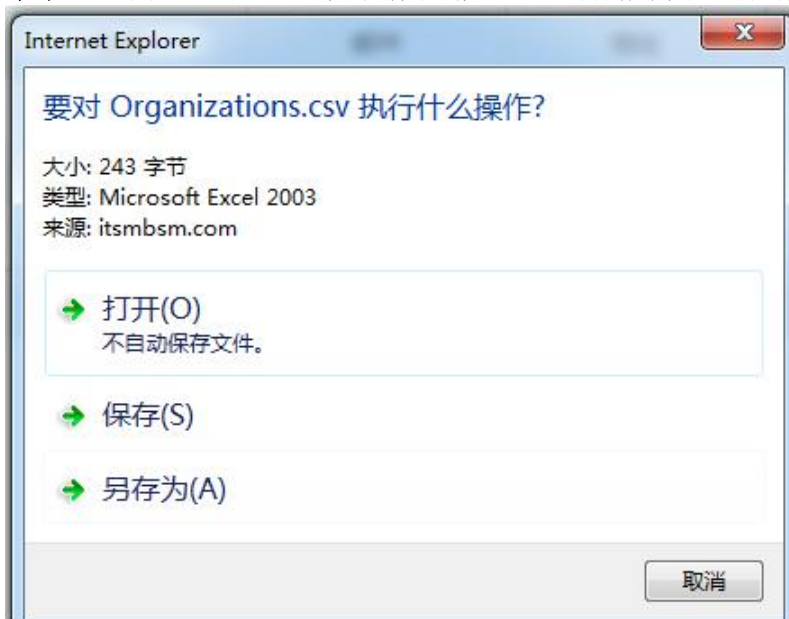 Internet Explorer
要对 Organizations.csv 执行什么操作?
大小: 243 字节
类型: Microsoft Excel 2003
来源: itsmbsm.com
打开(O)
不自动保存文件。
保存(S)
另存为(A)
取消